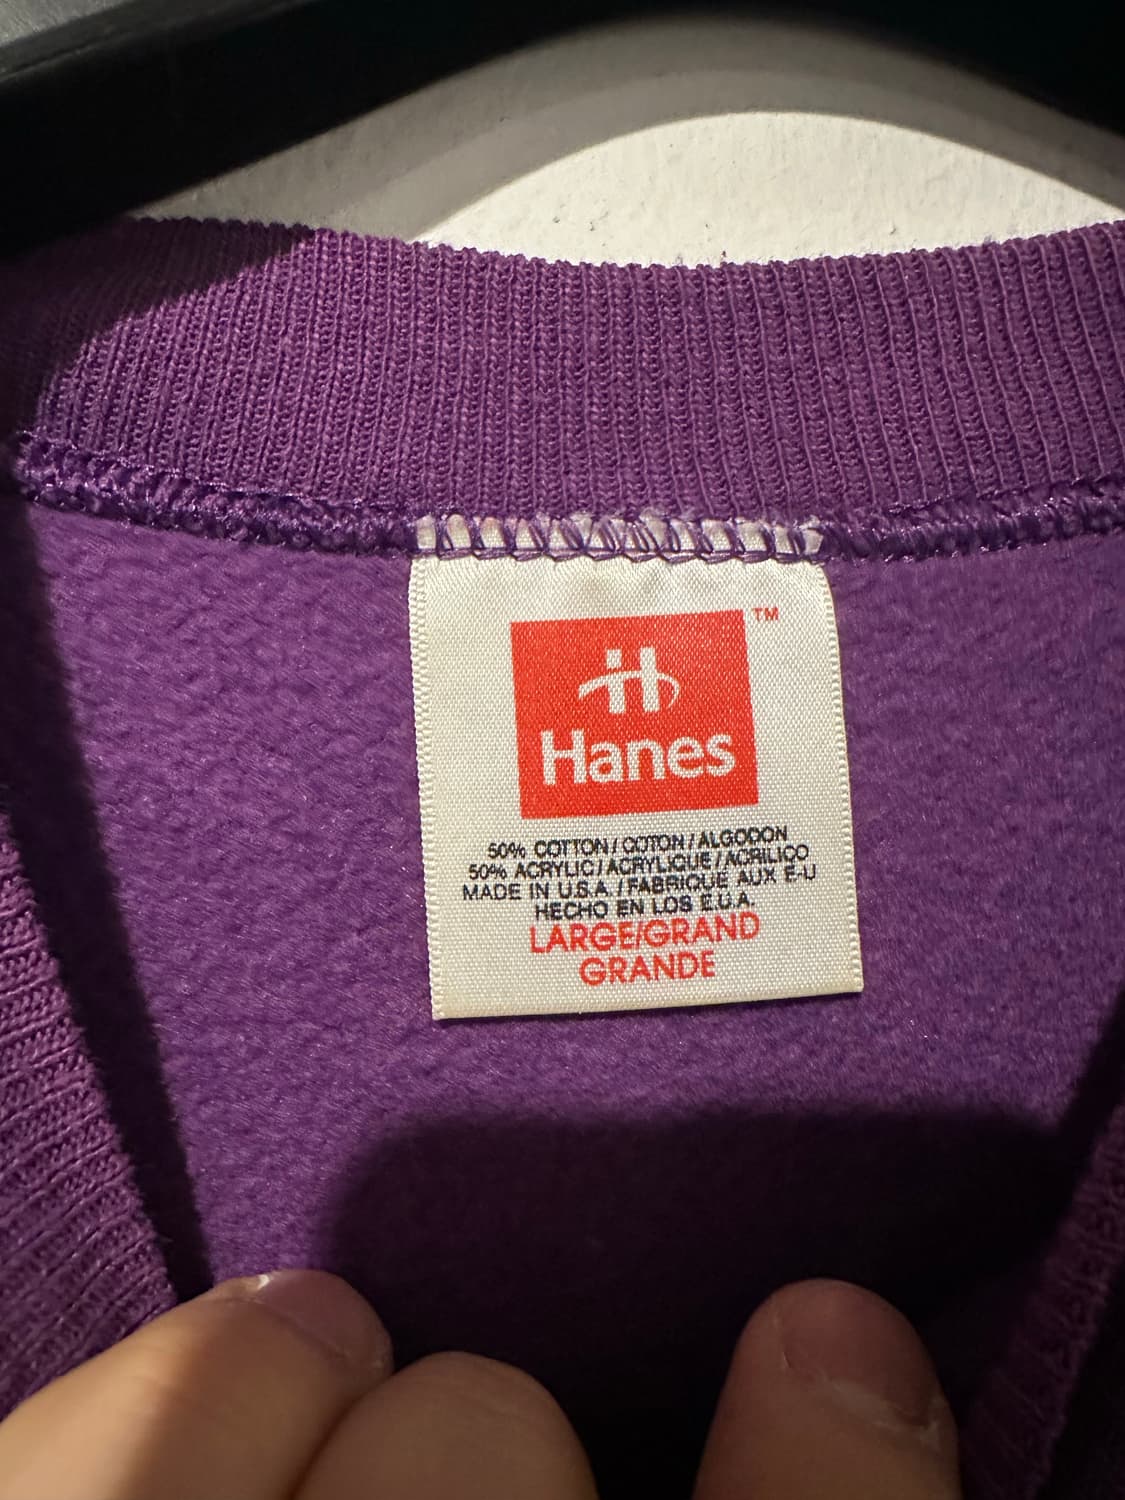 H
TM
Hanes
50% COTTON / COTON / ALGODON
50% ACRYLIC / ACRYLIQUE / ACRILICO
MADE IN U.S.A. / FABRIQUE AUX E-U
HECHO EN LOS E.U.A.
LARGE/GRAND
GRANDE